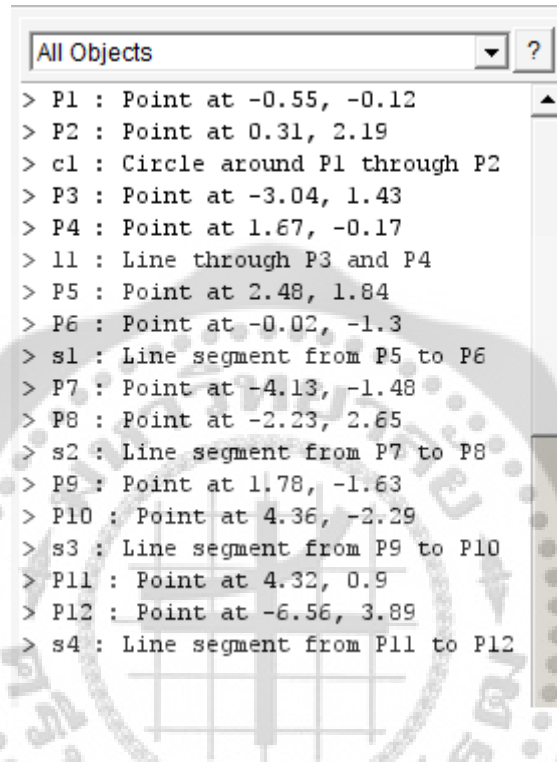 All Objects
?
> P1 : Point at -0.55, -0.12
> P2 : Point at 0.31, 2.19
> c1 : Circle around P1 through P2
> P3 : Point at -3.04, 1.43
> P4 : Point at 1.67, -0.17
> l1 : Line through P3 and P4
> P5 : Point at 2.48, 1.84
> P6 : Point at -0.02, -1.3
> s1 : Line segment from P5 to P6
> P7 : Point at -4.13, -1.48
> P8 : Point at -2.23, 2.65
> s2 : Line segment from P7 to P8
> P9 : Point at 1.78, -1.63
> P10 : Point at 4.36, -2.29
> s3 : Line segment from P9 to P10
> P11 : Point at 4.32, 0.9
> P12 : Point at -6.56, 3.89
> s4 : Line segment from P11 to P12